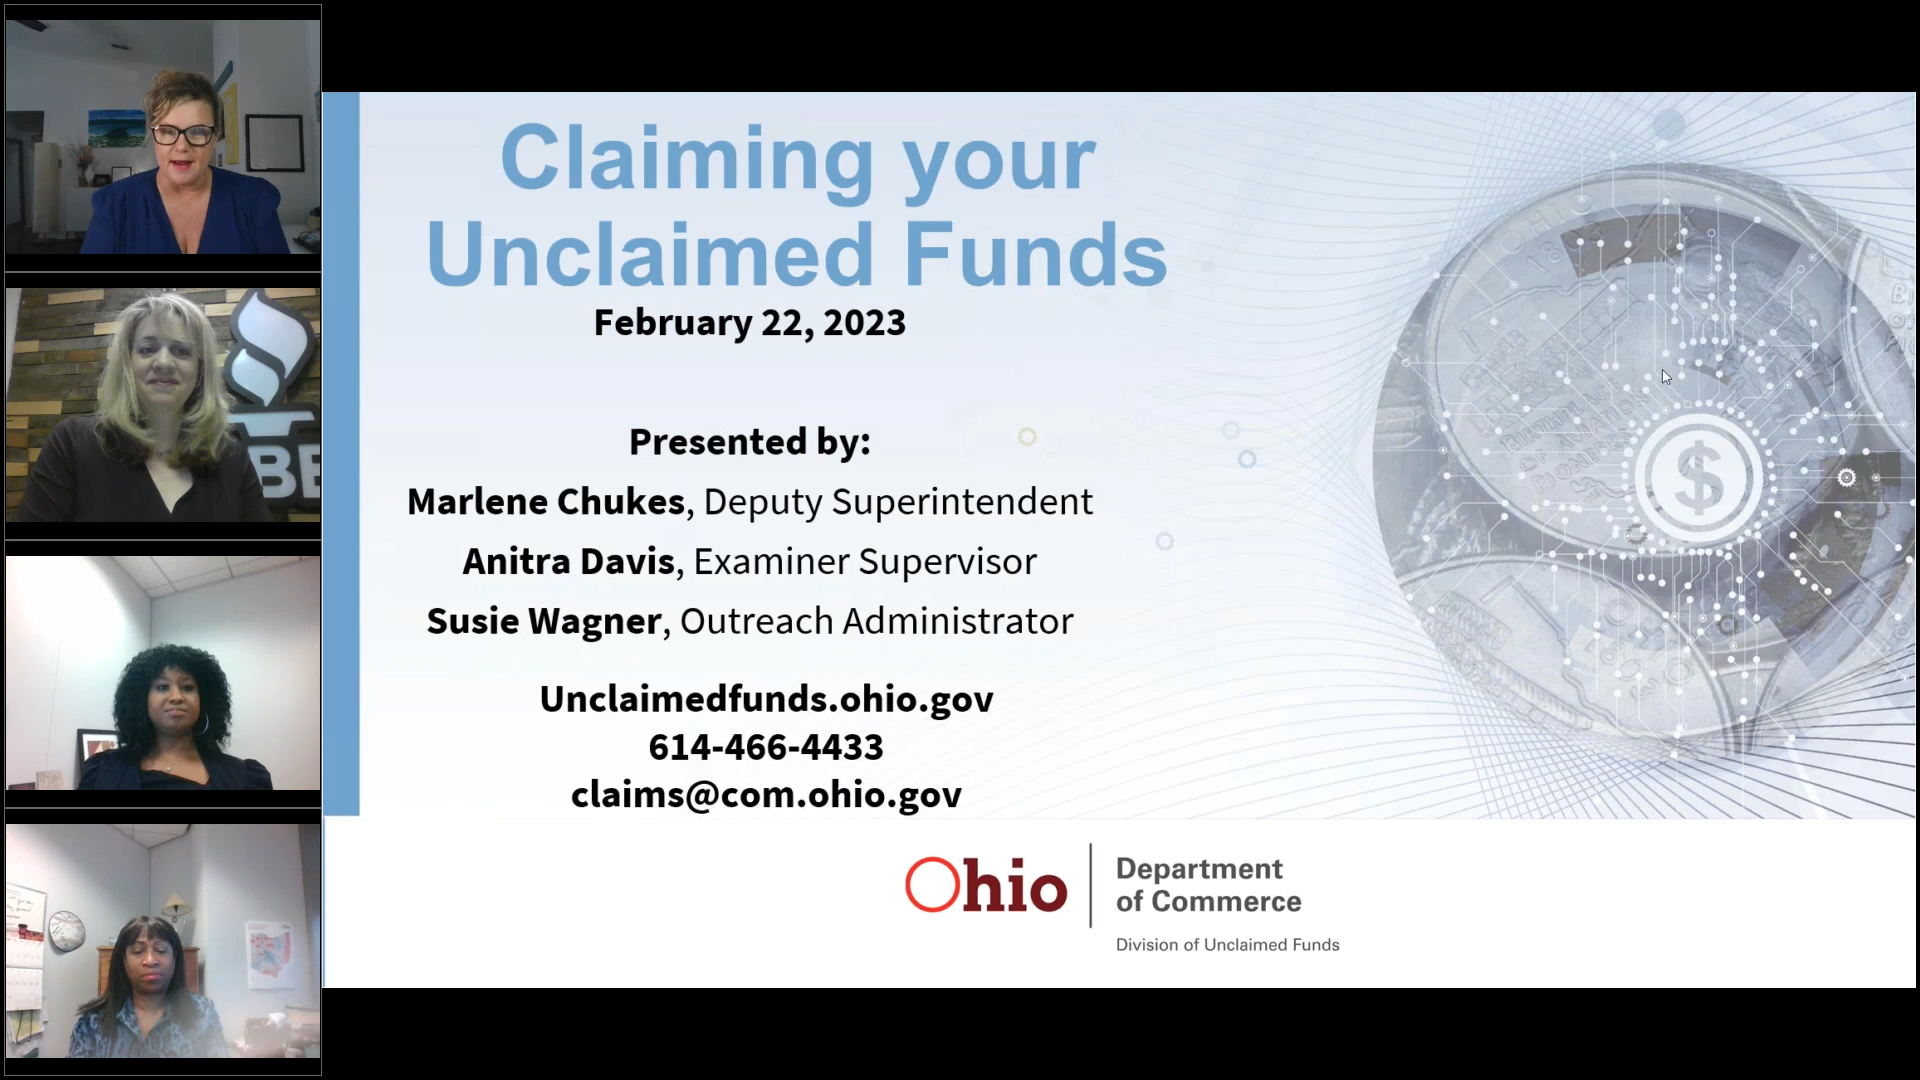 Claiming your
Unclaimed Funds
February 22, 2023
Presented by:
Marlene Chukes, Deputy Superintendent
Anitra Davis, Examiner Supervisor
Susie Wagner, Outreach Administrator
Unclaimedfunds.ohio.gov
614-466-4433
claims@com.ohio.gov
Ohio
Department
of Commerce
Division of Unclaimed Funds